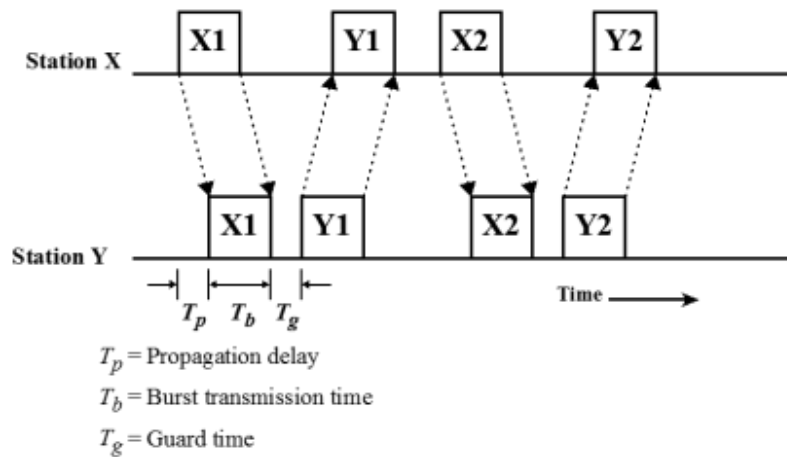 X1 Y1 X2 Y2
Station X
X1 Y1 X2 Y2
Station Y
Time
Tp Tb Tg
Tp = Propagation delay
Tb = Burst transmission time
Tg = Guard time